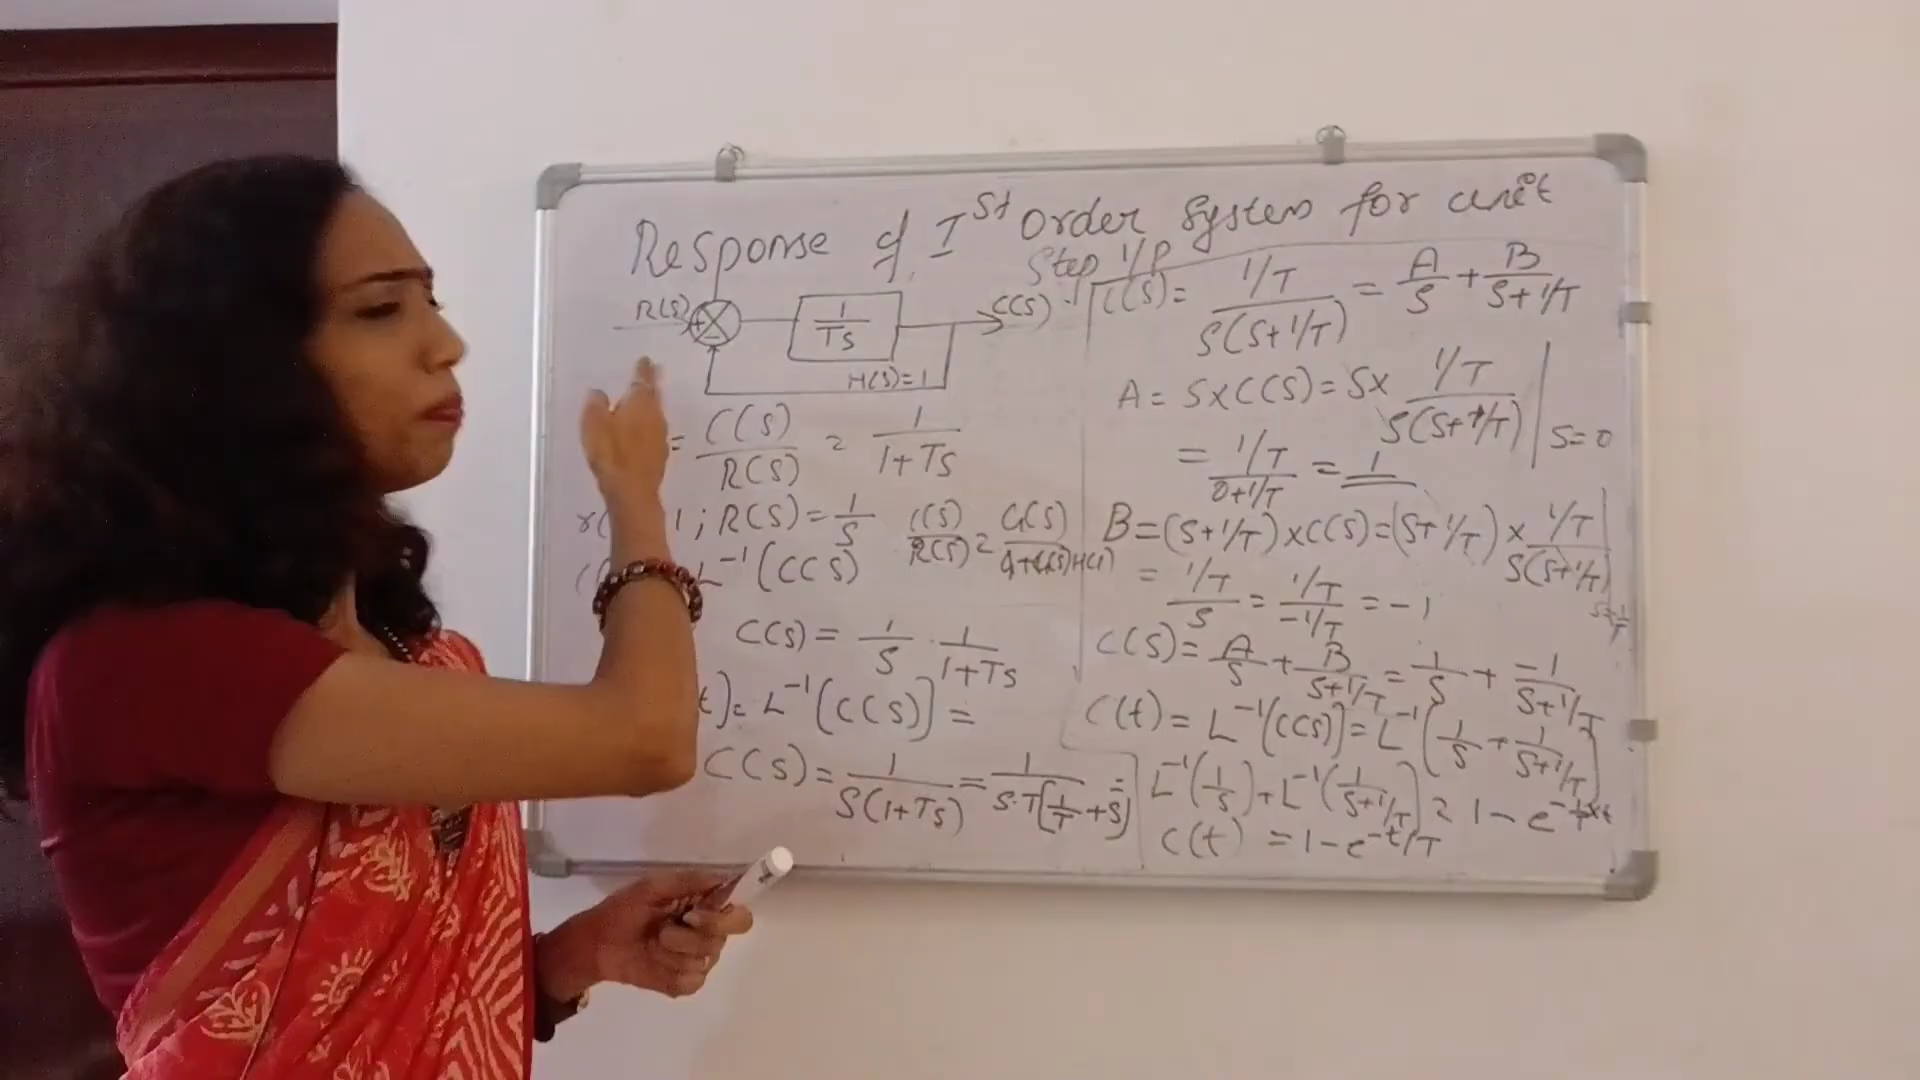 Response of Ist Order System for unit
Step I/P
R(S)
+
-
1/TS
C(S)
H(S)=1
= C(S)/R(S) = 1/(1+TS)
1 ; R(S) = 1/S
C(S)/R(S) = G(S)/(1+G(S)H(S))
L^-1(C(S)
C(S) = 1/S . 1/(1+TS)
t) = L^-1(C(S)] =
C(S) = 1/(S(1+TS)) = 1/(S.T[1/T+S]) =
C(S) = (1/T)/(S(S+1/T)) = A/S + B/(S+1/T)
A = S×C(S) = S× (1/T)/(S(S+1/T)) | S=0
= (1/T)/(0+1/T) = 1
B = (S+1/T)×C(S) = (S+1/T) × (1/T)/(S(S+1/T)) |
= (1/T)/S = (1/T)/(-1/T) = -1
C(S) = A/S + B/(S+1/T) = 1/S + -1/(S+1/T)
C(t) = L^-1(C(S)] = L^-1(1/S + 1/(S+1/T))
L^-1(1/S) + L^-1(1/(S+1/T)) = 1 - e^-1/T×t
C(t) = 1-e^-t/T